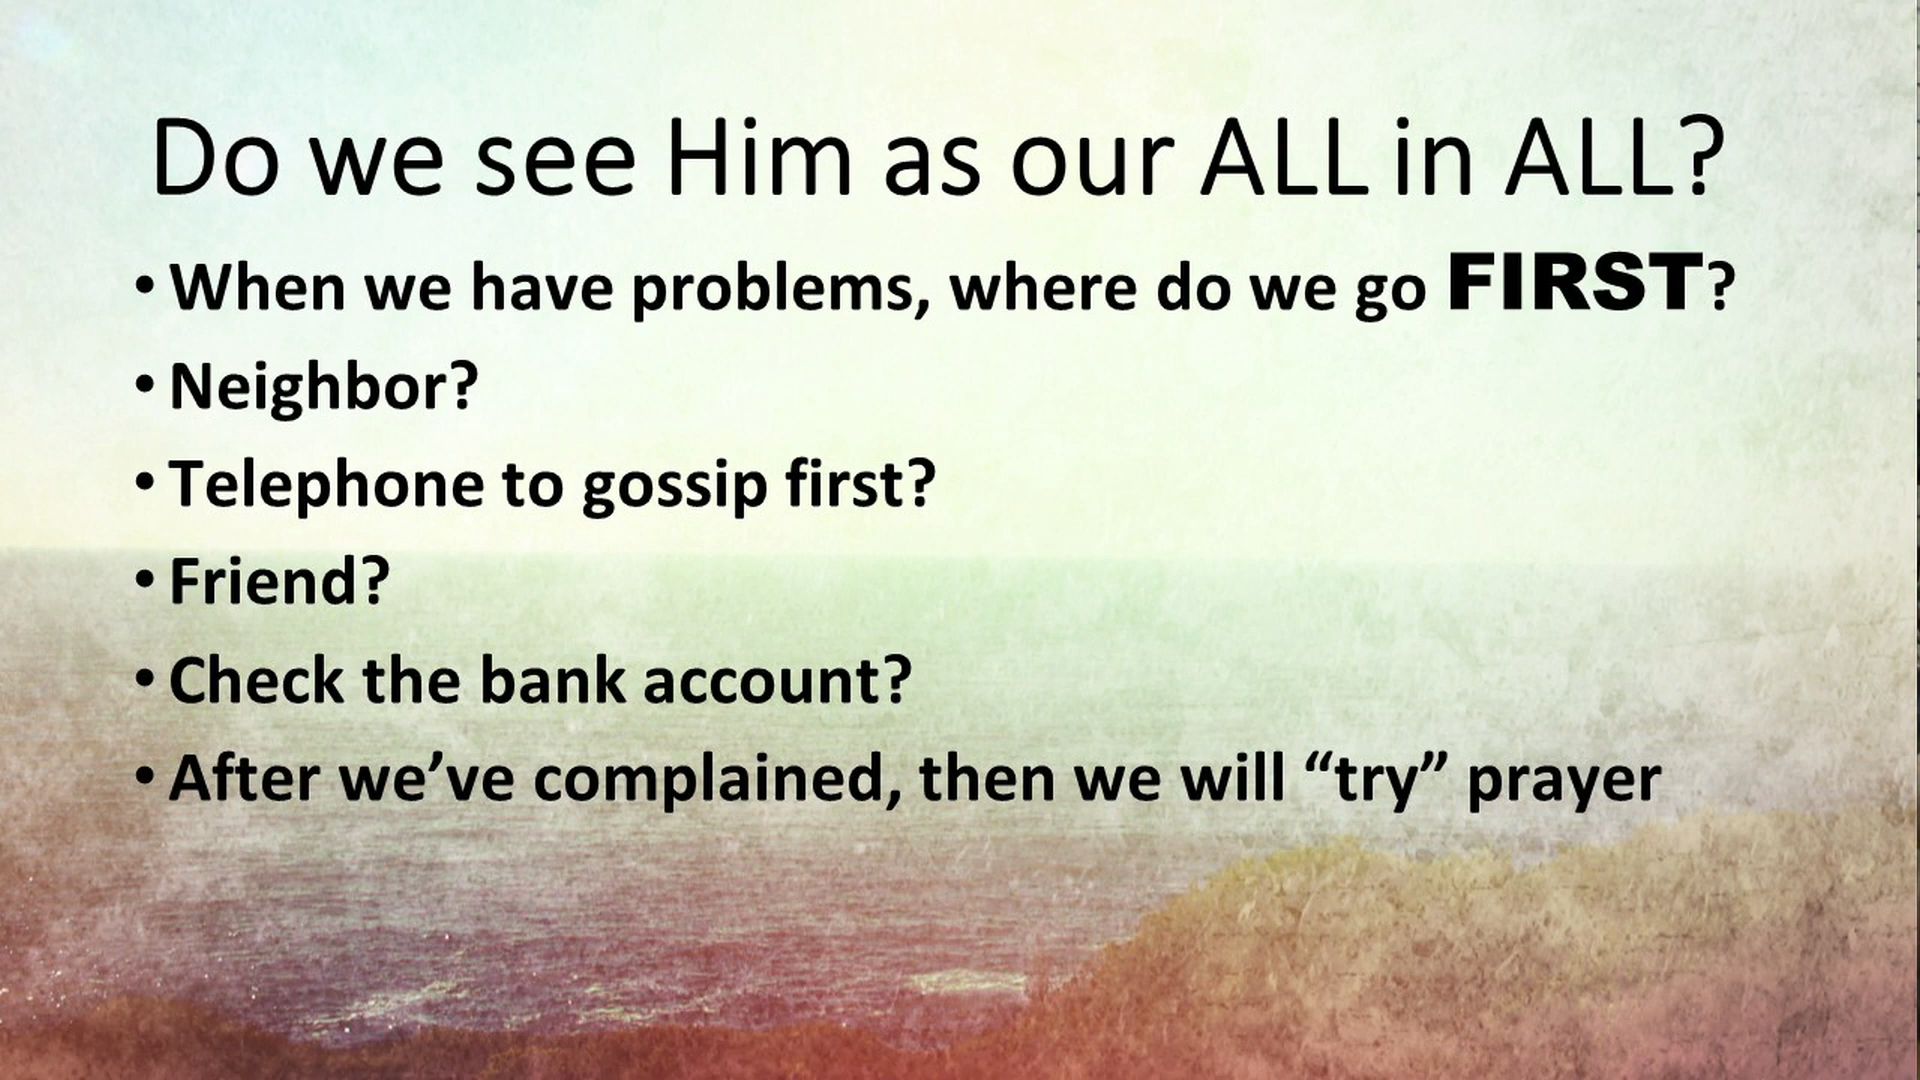 Do we see Him as our ALL in ALL?
• When we have problems, where do we go FIRST?
• Neighbor?
• Telephone to gossip first?
• Friend?
• Check the bank account?
• After we’ve complained, then we will “try” prayer